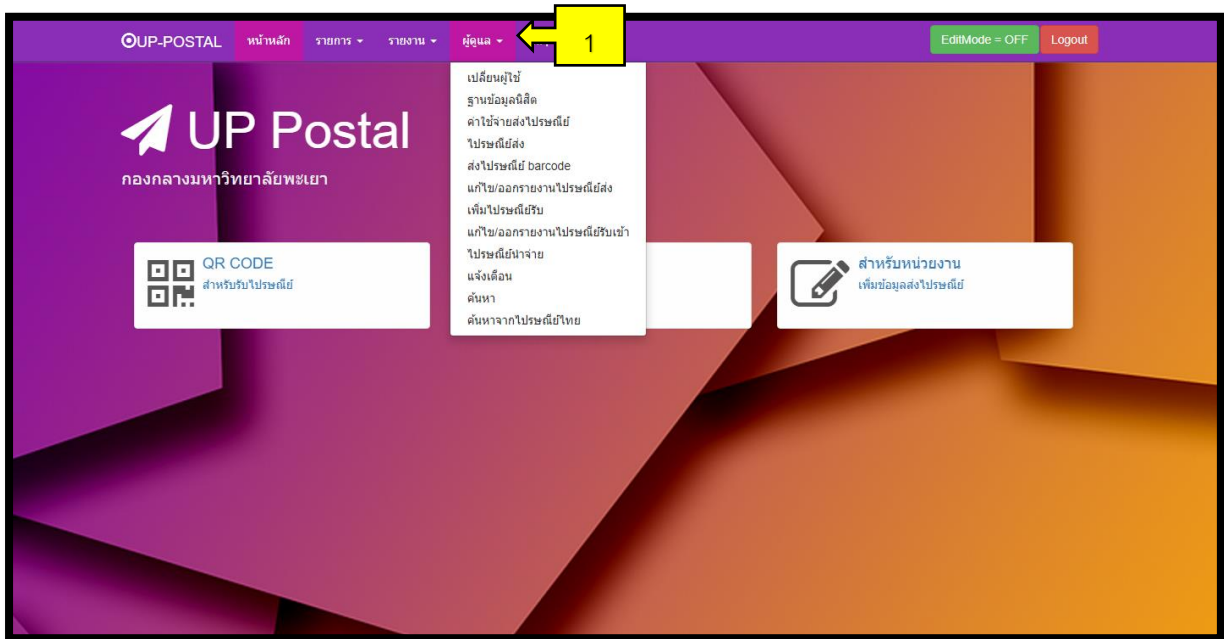 UP-POSTAL หน้าหลัก รายการ รายงาน ผู้ดูแล 1 EditMode = OFF Logout
เปลี่ยนผู้ใช้
ฐานข้อมูลนิสิต
ค่าใช้จ่ายส่งไปรษณีย์
ไปรษณีย์ส่ง
ส่งไปรษณีย์ barcode
แก้ไข/ออกรายงานไปรษณีย์ส่ง
เพิ่มไปรษณีย์รับ
แก้ไข/ออกรายงานไปรษณีย์รับเข้า
ไปรษณีย์นำจ่าย
แจ้งเตือน
ค้นหา
ค้นหาจากไปรษณีย์ไทย
UP Postal
กองกลางมหาวิทยาลัยพะเยา
QR CODE
สำหรับรับไปรษณีย์
สำหรับหน่วยงาน
เพิ่มข้อมูลส่งไปรษณีย์